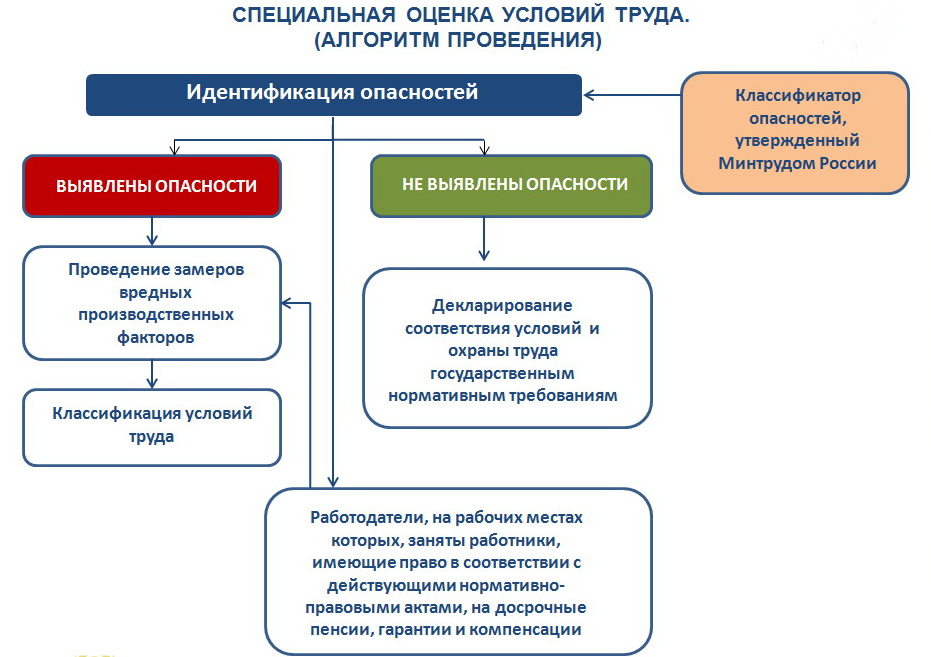 СПЕЦИАЛЬНАЯ ОЦЕНКА УСЛОВИЙ ТРУДА.
(АЛГОРИТМ ПРОВЕДЕНИЯ)
Идентификация опасностей
Классификатор
опасностей,
утвержденный
Минтрудом России
ВЫЯВЛЕНЫ ОПАСНОСТИ
НЕ ВЫЯВЛЕНЫ ОПАСНОСТИ
Проведение замеров
вредных
производственных
факторов
Декларирование
соответствия условий и
охраны труда
государственным
нормативным требованиям
Классификация условий
труда
Работодатели, на рабочих местах
которых, заняты работники,
имеющие право в соответствии с
действующими нормативно-
правовыми актами, на досрочные
пенсии, гарантии и компенсации